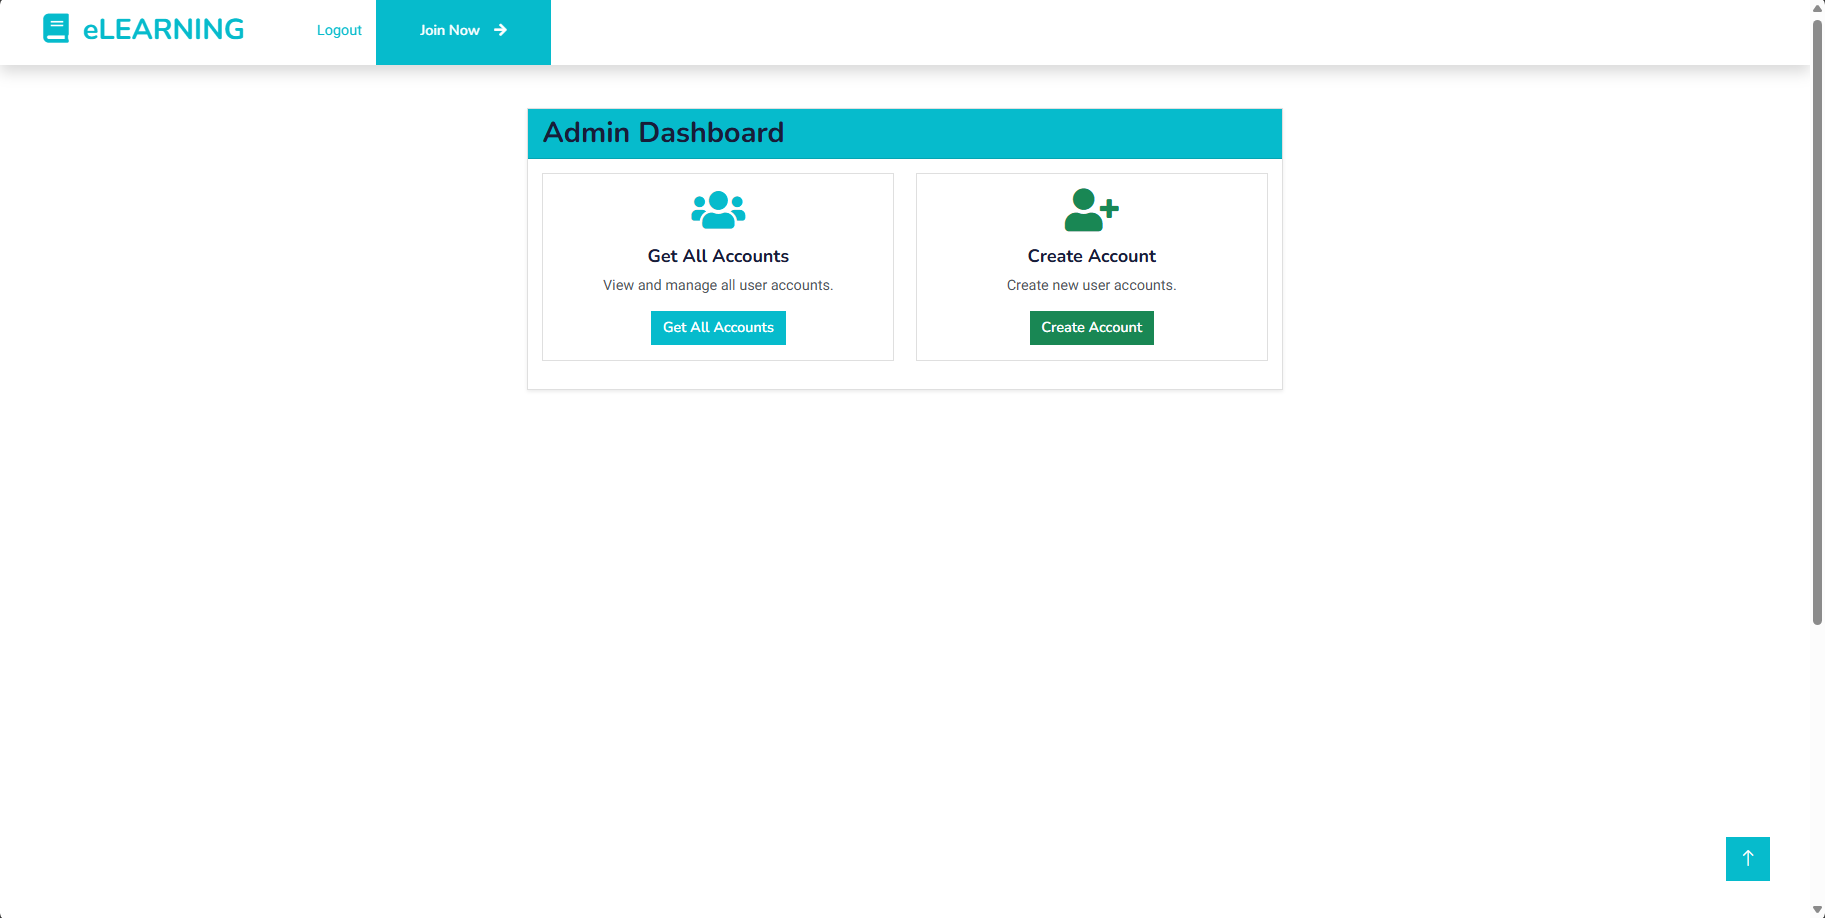 eLEARNING
Logout
Join Now
Admin Dashboard
Get All Accounts
View and manage all user accounts.
Get All Accounts
Create Account
Create new user accounts.
Create Account